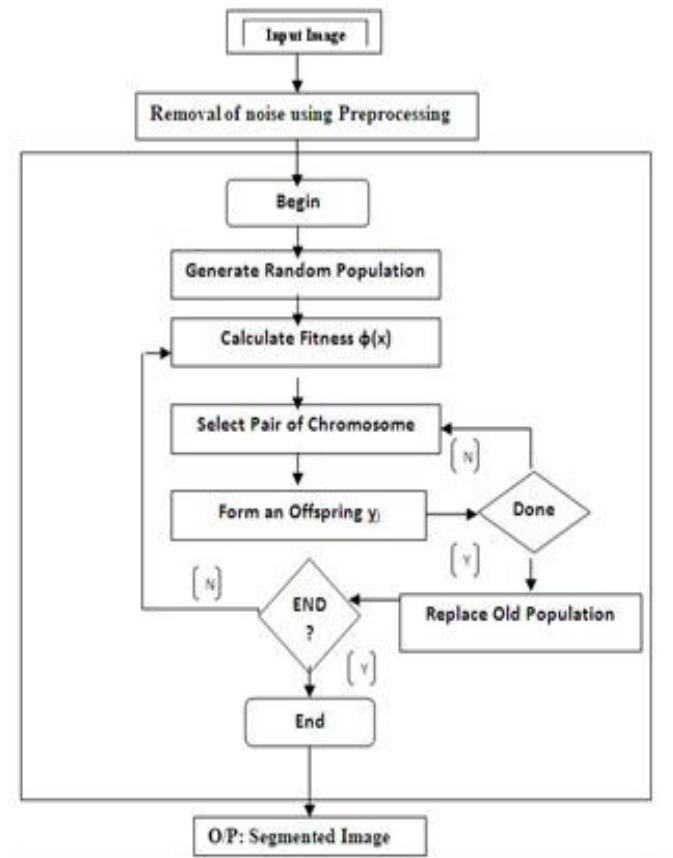 Input Image
Removal of noise using Preprocessing
Begin
Generate Random Population
Calculate Fitness ϕ(x)
Select Pair of Chromosome
(N)
Form an Offspring yi
Done
(Y)
(N)
END
?
Replace Old Population
(Y)
End
O/P: Segmented Image